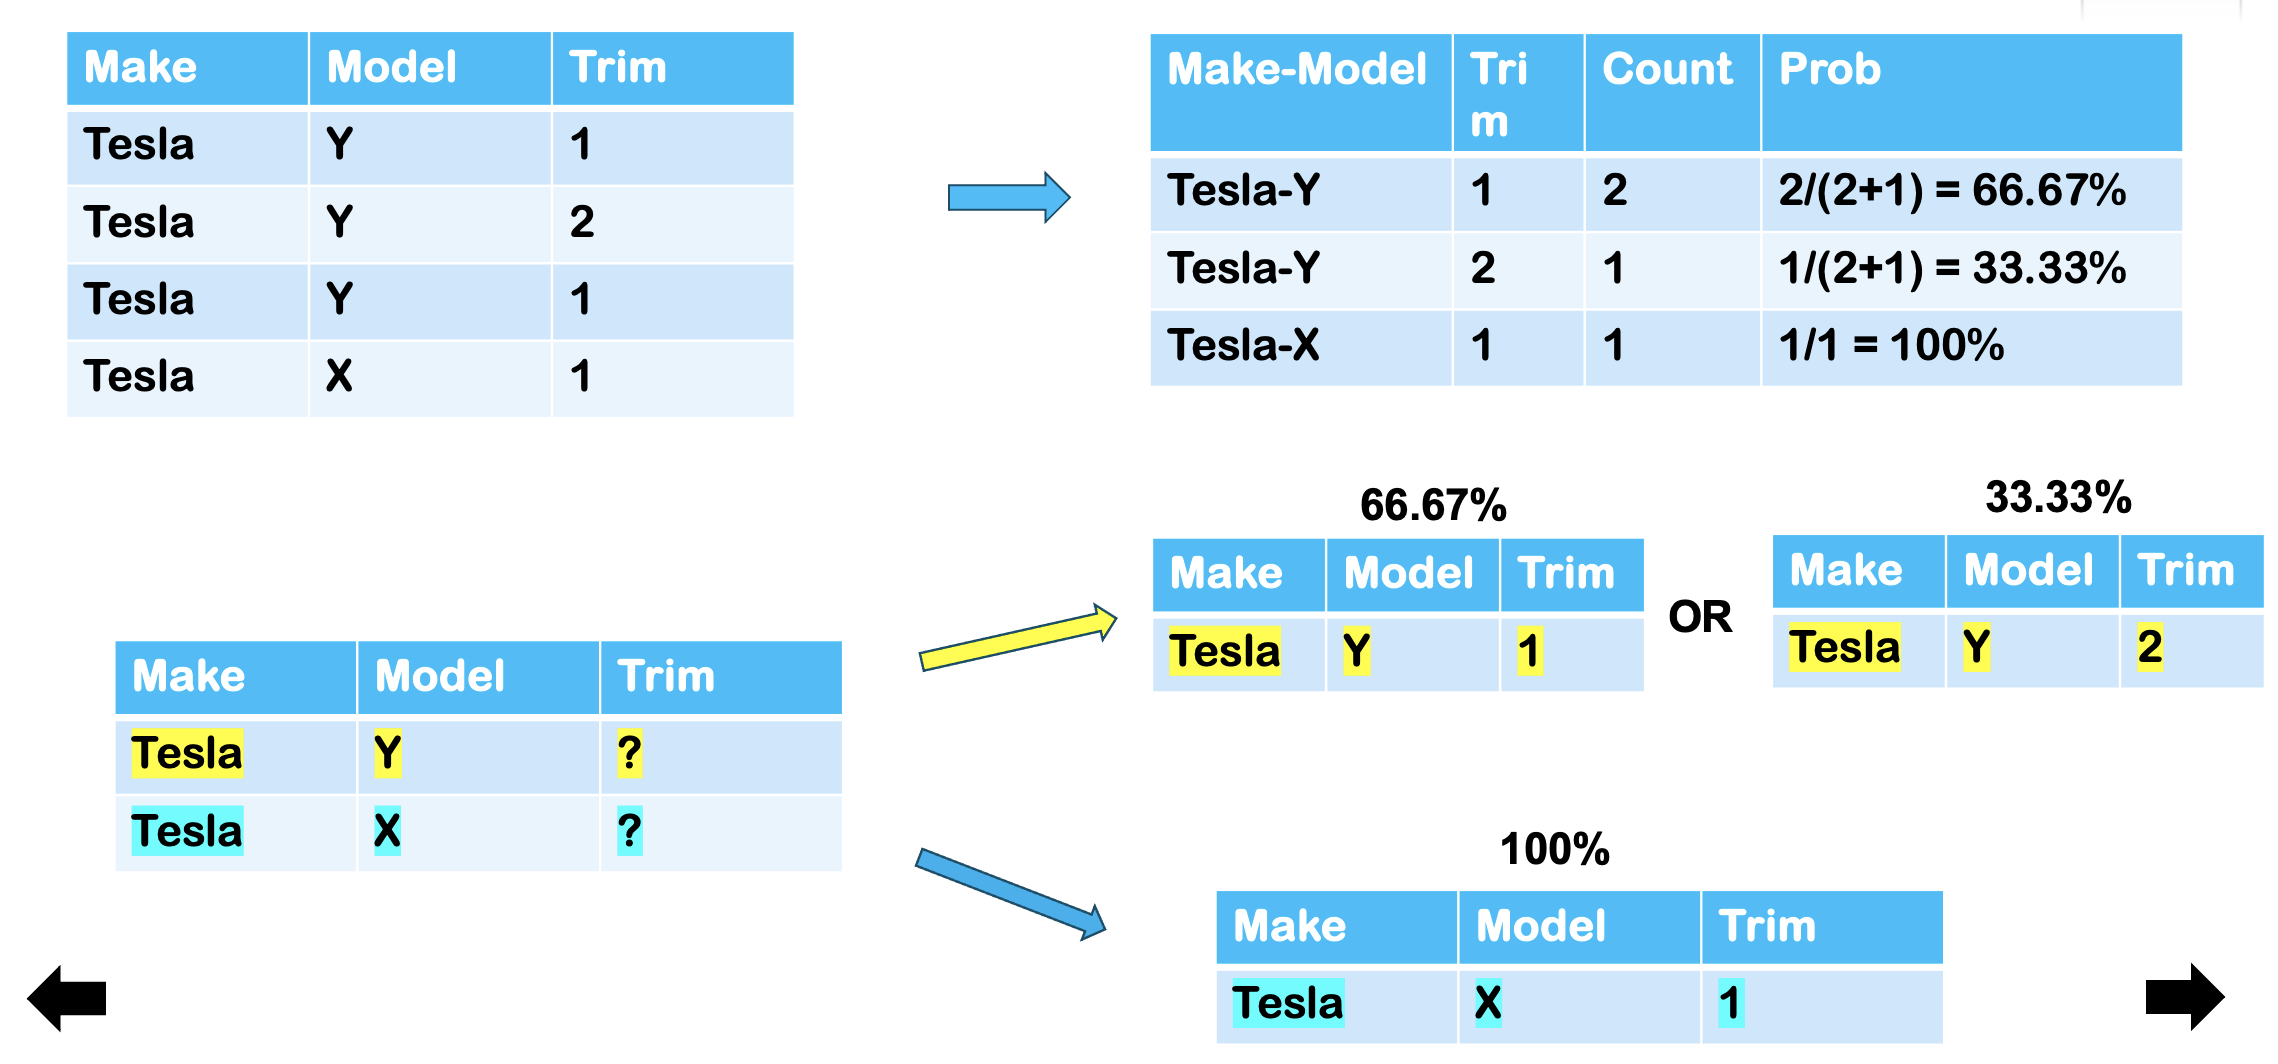 Make Model Trim
Tesla Y 1
Tesla Y 2
Tesla Y 1
Tesla X 1
Make-Model Tri
m Count Prob
Tesla-Y 1 2 2/(2+1) = 66.67%
Tesla-Y 2 1 1/(2+1) = 33.33%
Tesla-X 1 1 1/1 = 100%
Make Model Trim
Tesla Y ?
Tesla X ?
66.67%
Make Model Trim
Tesla Y 1
OR
33.33%
Make Model Trim
Tesla Y 2
100%
Make Model Trim
Tesla X 1